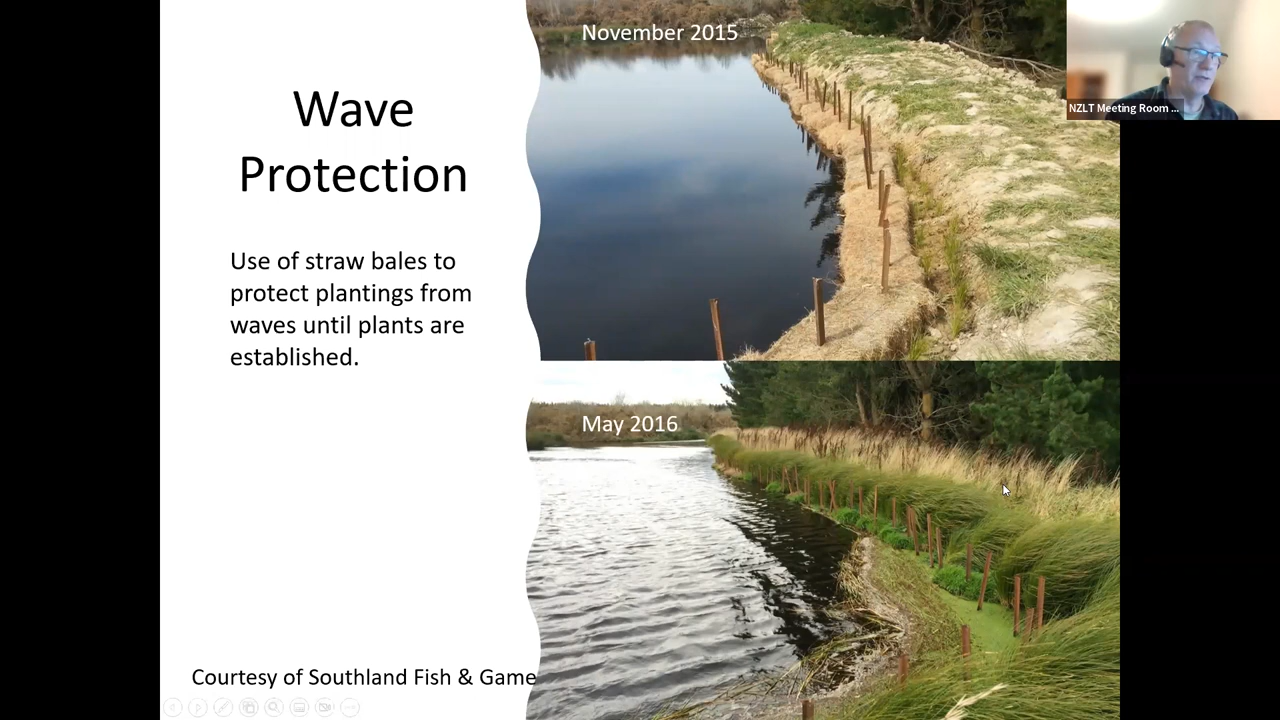 Wave
Protection
Use of straw bales to
protect plantings from
waves until plants are
established.
Courtesy of Southland Fish & Game
November 2015
May 2016
NZLT Meeting Room ...